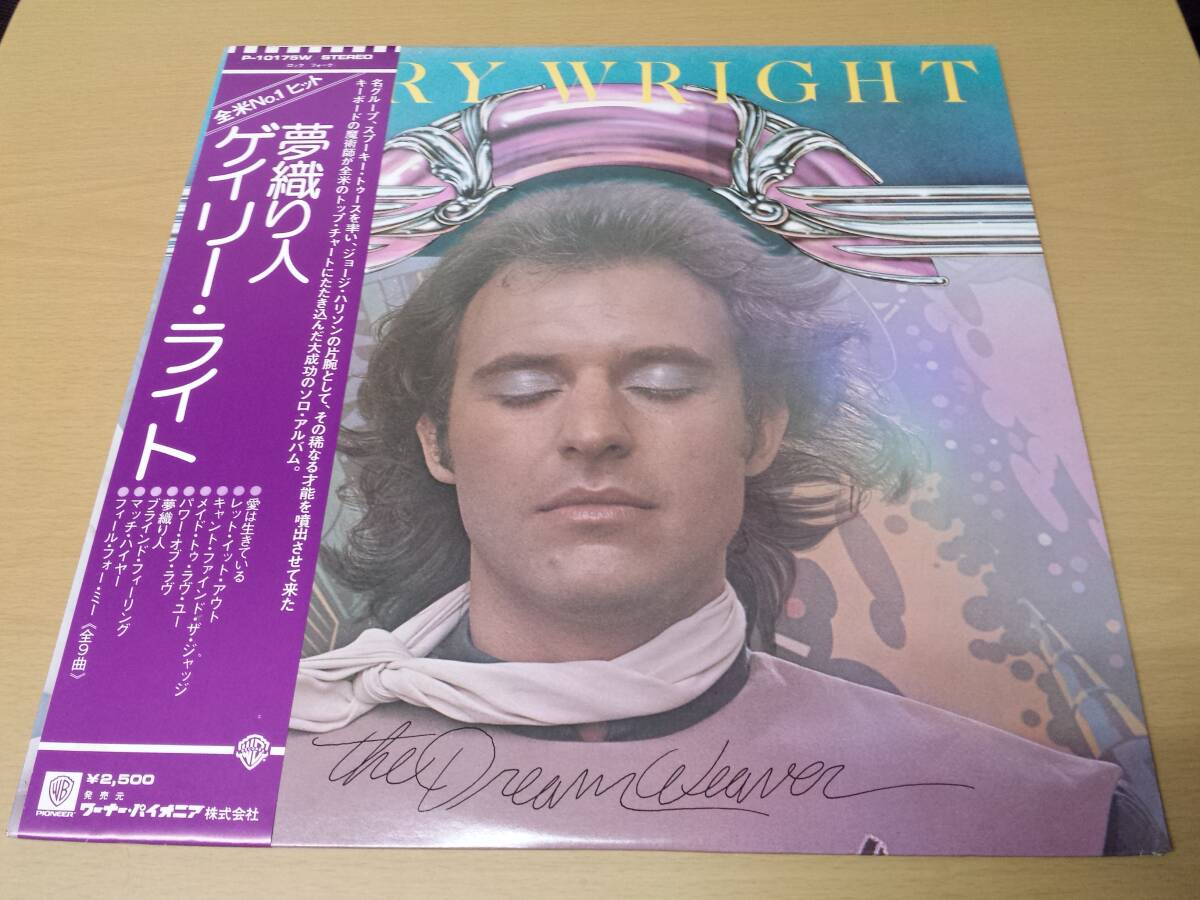 P-10175W STEREO
ロック フォーク
全米No.1ヒット
夢織り人
ゲイリー・ライト
名グループ、スプーキー・トゥースを率い、ジョージ・ハリソンの片腕として、その稀なる才能を噴出させて来た
キーボードの魔術師が全米のトップ・チャートにたたき込んだ大成功のソロ・アルバム。
●愛は生きている
●レット・イット・アウト
●キャント・ファインド・ザ・ジャッジ
●メイド・トゥ・ラヴ・ユー
●パワー・オブ・ラヴ
●夢織り人
●ブラインド・フィーリング
●マッチ・ハイヤー
●フィール・フォー・ミー《全9曲》
¥2,500
発売元
ワーナー・パイオニア株式会社
WB
PIONEER
RY WRIGHT
the Dream Weaver